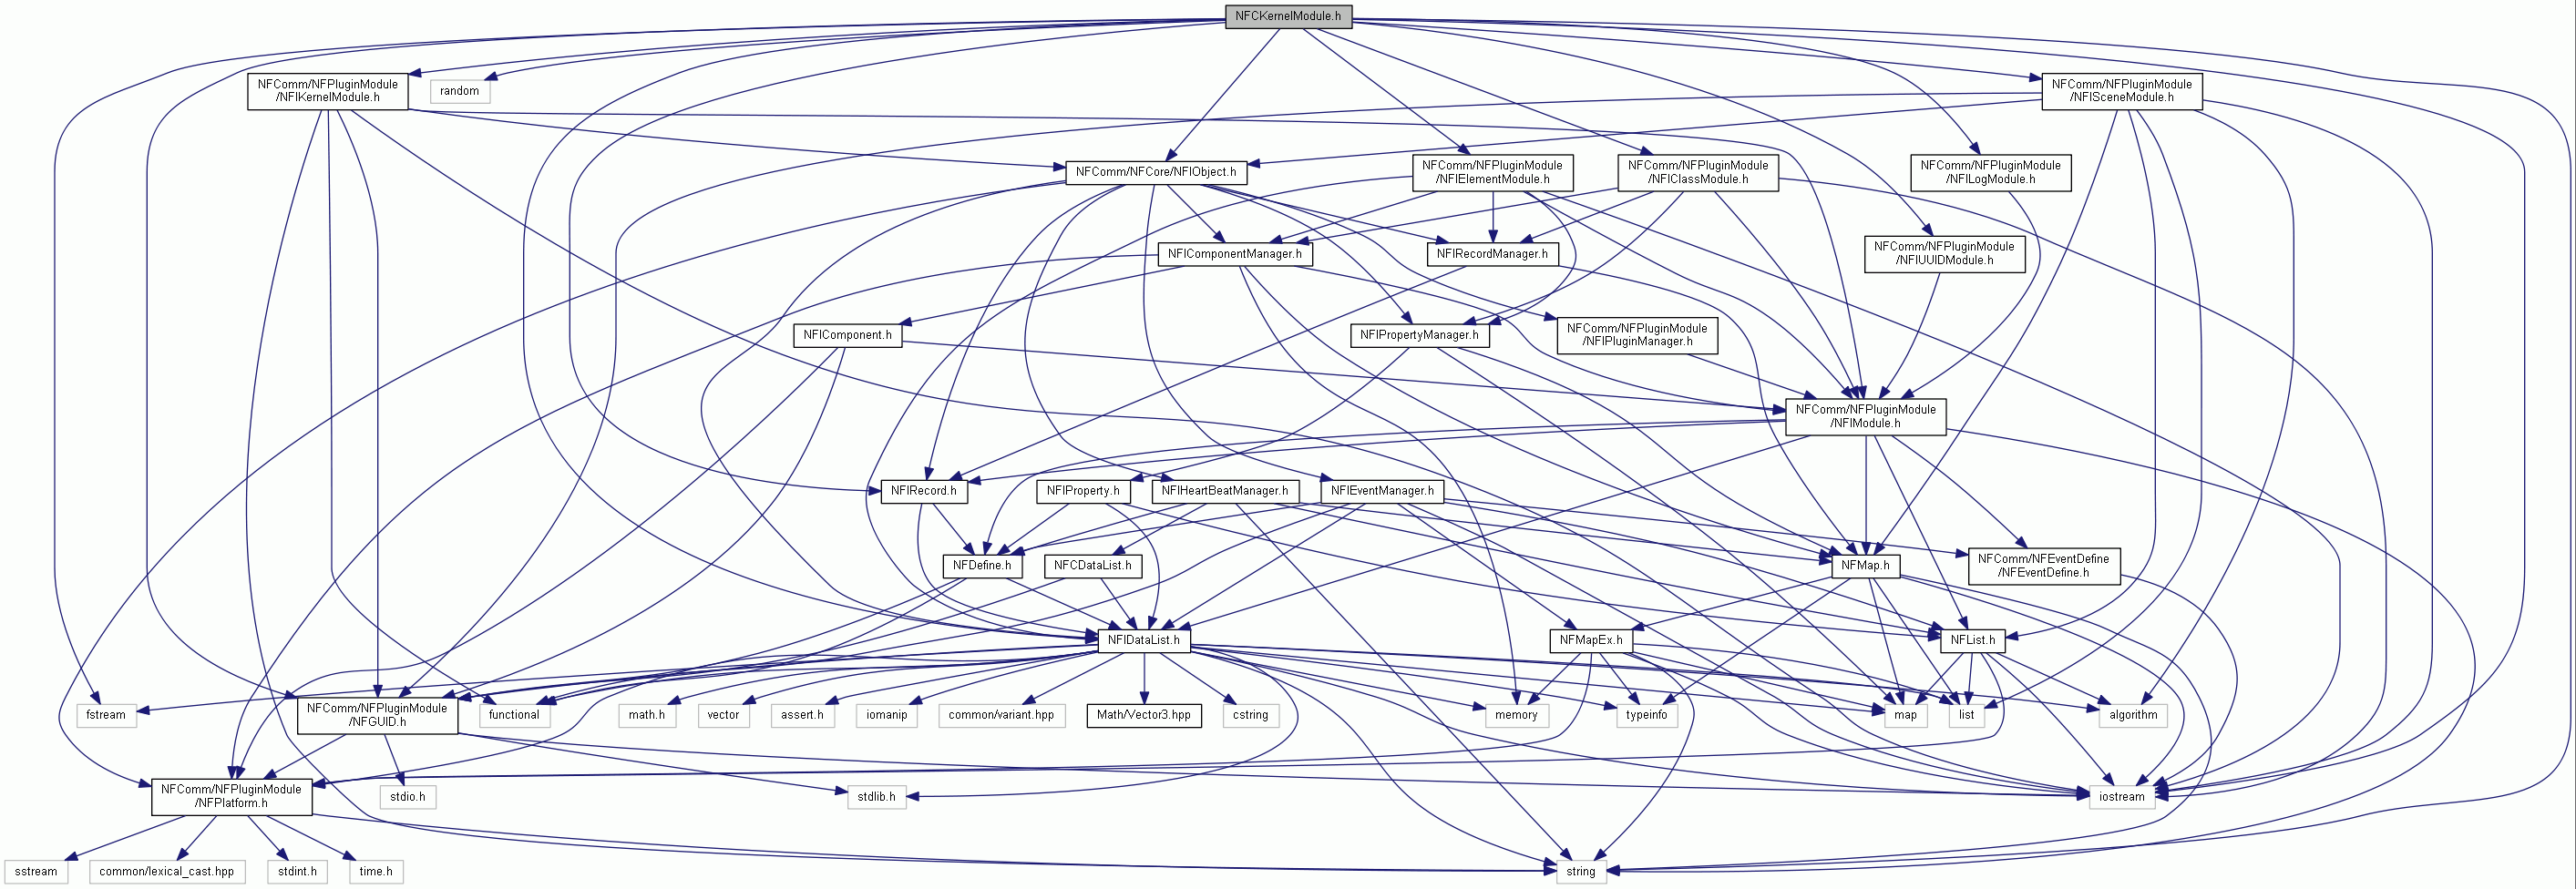 NFCKernelModule.h
NFComm/NFPluginModule
/NFIKernelModule.h
random
NFComm/NFPluginModule
/NFISceneModule.h
NFComm/NFCore/NFIObject.h
NFComm/NFPluginModule
/NFIElementModule.h
NFComm/NFPluginModule
/NFIClassModule.h
NFComm/NFPluginModule
/NFILogModule.h
NFIComponentManager.h
NFIRecordManager.h
NFComm/NFPluginModule
/NFIUUIDModule.h
NFIComponent.h
NFIPropertyManager.h
NFComm/NFPluginModule
/NFIPluginManager.h
NFComm/NFPluginModule
/NFIModule.h
NFIRecord.h
NFIProperty.h
NFIHeartBeatManager.h
NFIEventManager.h
NFDefine.h
NFCDataList.h
NFMap.h
NFComm/NFEventDefine
/NFEventDefine.h
NFIDataList.h
NFMapEx.h
NFList.h
fstream
NFComm/NFPluginModule
/NFGUID.h
functional
math.h
vector
assert.h
iomanip
common/variant.hpp
Math/Vector3.hpp
cstring
memory
typeinfo
map
list
algorithm
NFComm/NFPluginModule
/NFPlatform.h
stdio.h
stdlib.h
iostream
sstream
common/lexical_cast.hpp
stdint.h
time.h
string